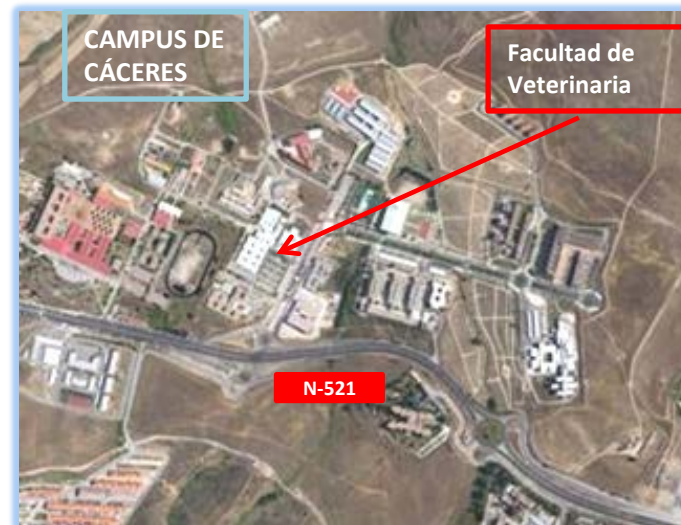 CAMPUS DE
CÁCERES
Facultad de
Veterinaria
N-521